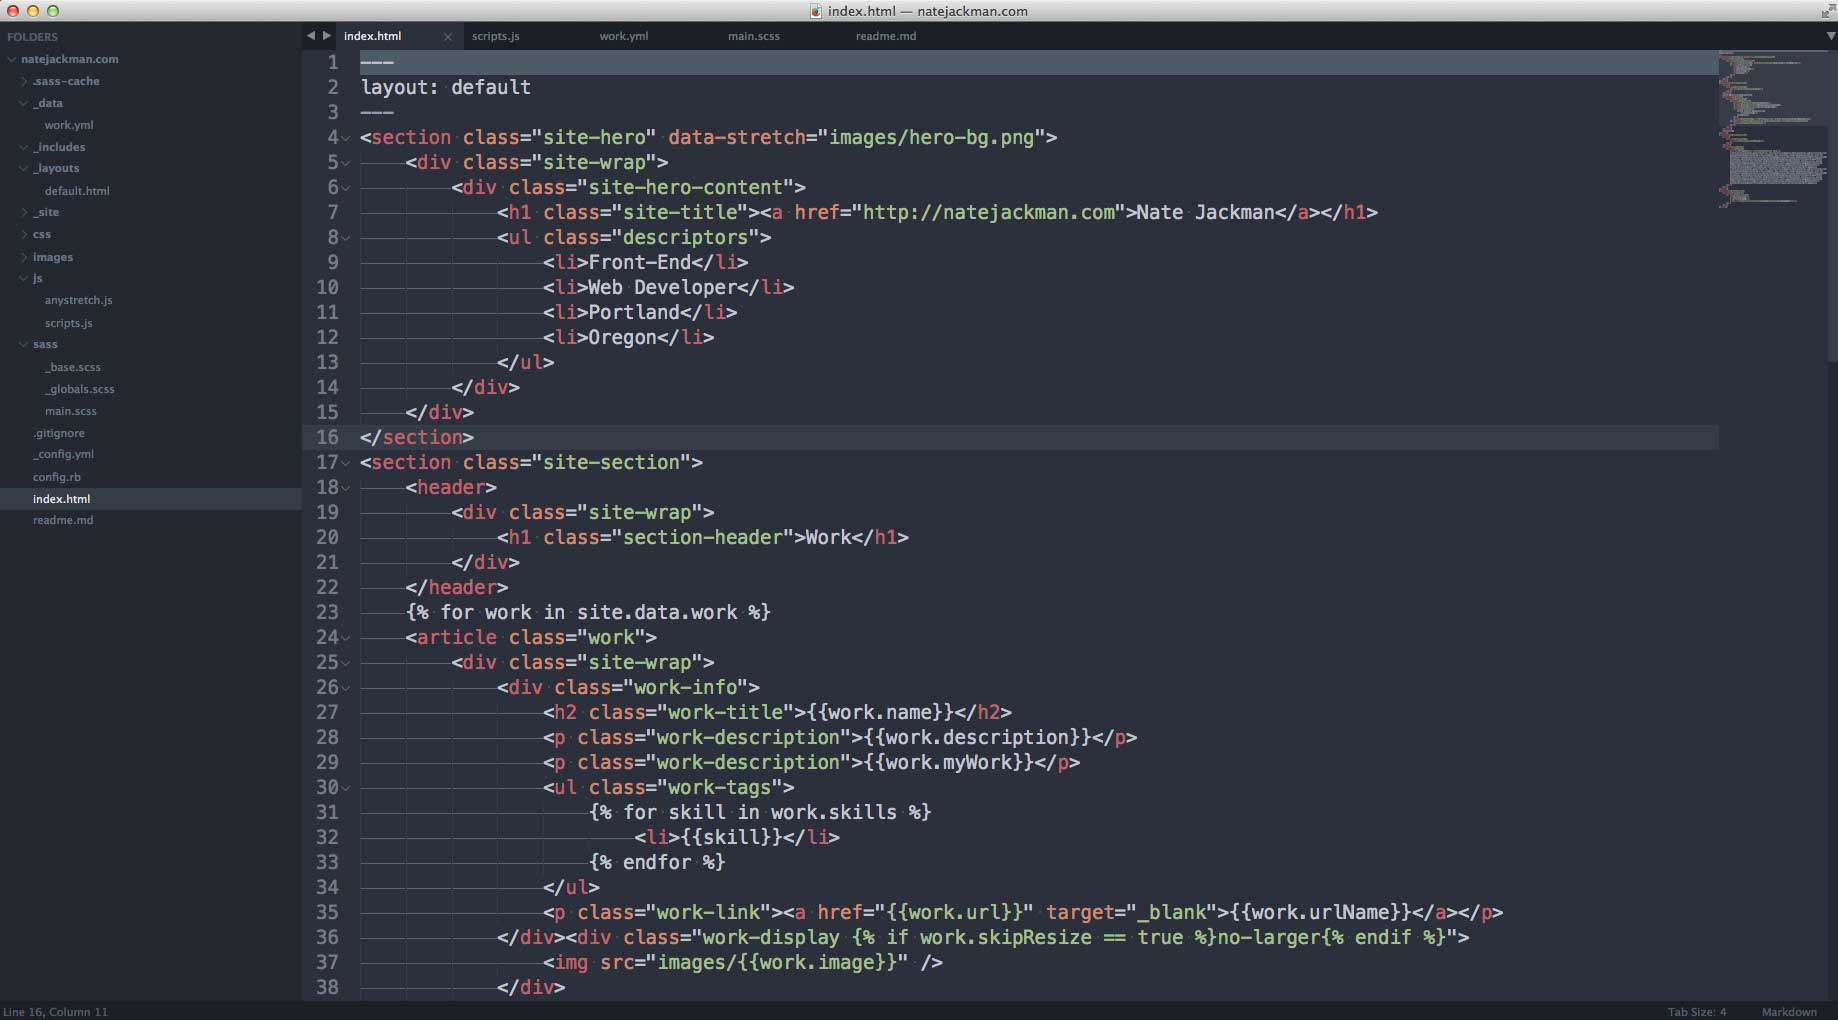 index.html — natejackman.com
FOLDERS
natejackman.com
.sass-cache
_data
work.yml
_includes
_layouts
default.html
_site
css
images
js
anystretch.js
scripts.js
sass
_base.scss
_globals.scss
main.scss
.gitignore
_config.yml
config.rb
index.html
readme.md
index.html scripts.js work.yml main.scss readme.md
1 ---
2 layout: default
3 ---
4 <section class="site-hero" data-stretch="images/hero-bg.png">
5 <div class="site-wrap">
6 <div class="site-hero-content">
7 <h1 class="site-title"><a href="http://natejackman.com">Nate Jackman</a></h1>
8 <ul class="descriptors">
9 <li>Front-End</li>
10 <li>Web Developer</li>
11 <li>Portland</li>
12 <li>Oregon</li>
13 </ul>
14 </div>
15 </div>
16 </section>
17 <section class="site-section">
18 <header>
19 <div class="site-wrap">
20 <h1 class="section-header">Work</h1>
21 </div>
22 </header>
23 {% for work in site.data.work %}
24 <article class="work">
25 <div class="site-wrap">
26 <div class="work-info">
27 <h2 class="work-title">{{work.name}}</h2>
28 <p class="work-description">{{work.description}}</p>
29 <p class="work-description">{{work.myWork}}</p>
30 <ul class="work-tags">
31 {% for skill in work.skills %}
32 <li>{{skill}}</li>
33 {% endfor %}
34 </ul>
35 <p class="work-link"><a href="{{work.url}}" target="_blank">{{work.urlName}}</a></p>
36 </div><div class="work-display {% if work.skipResize == true %}no-larger{% endif %}">
37 <img src="images/{{work.image}}" />
38 </div>
Line 16, Column 11
Tab Size: 4 Markdown